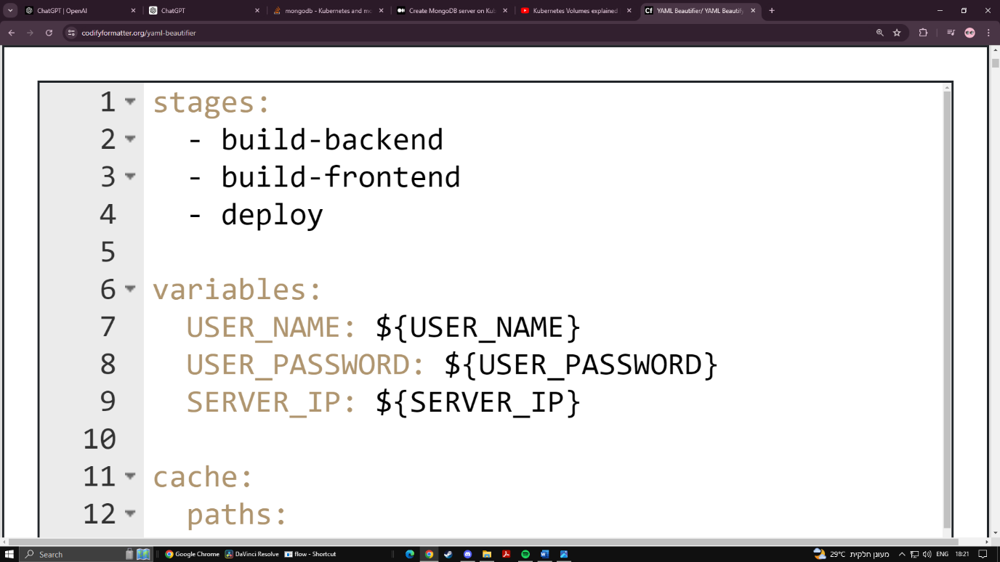 ChatGPT | OpenAI
ChatGPT
mongodb - Kubernetes and mo
Create MongoDB server on Kub
Kubernetes Volumes explained
YAML Beautifier/ YAML Beautify
codifyformatter.org/yaml-beautifier
1 stages:
2 - build-backend
3 - build-frontend
4 - deploy
5
6 variables:
7 USER_NAME: ${USER_NAME}
8 USER_PASSWORD: ${USER_PASSWORD}
9 SERVER_IP: ${SERVER_IP}
10
11 cache:
12 paths:
Search
Google Chrome
DaVinci Resolve
flow - Shortcut
29°C מעונן חלקית
ENG
18:21